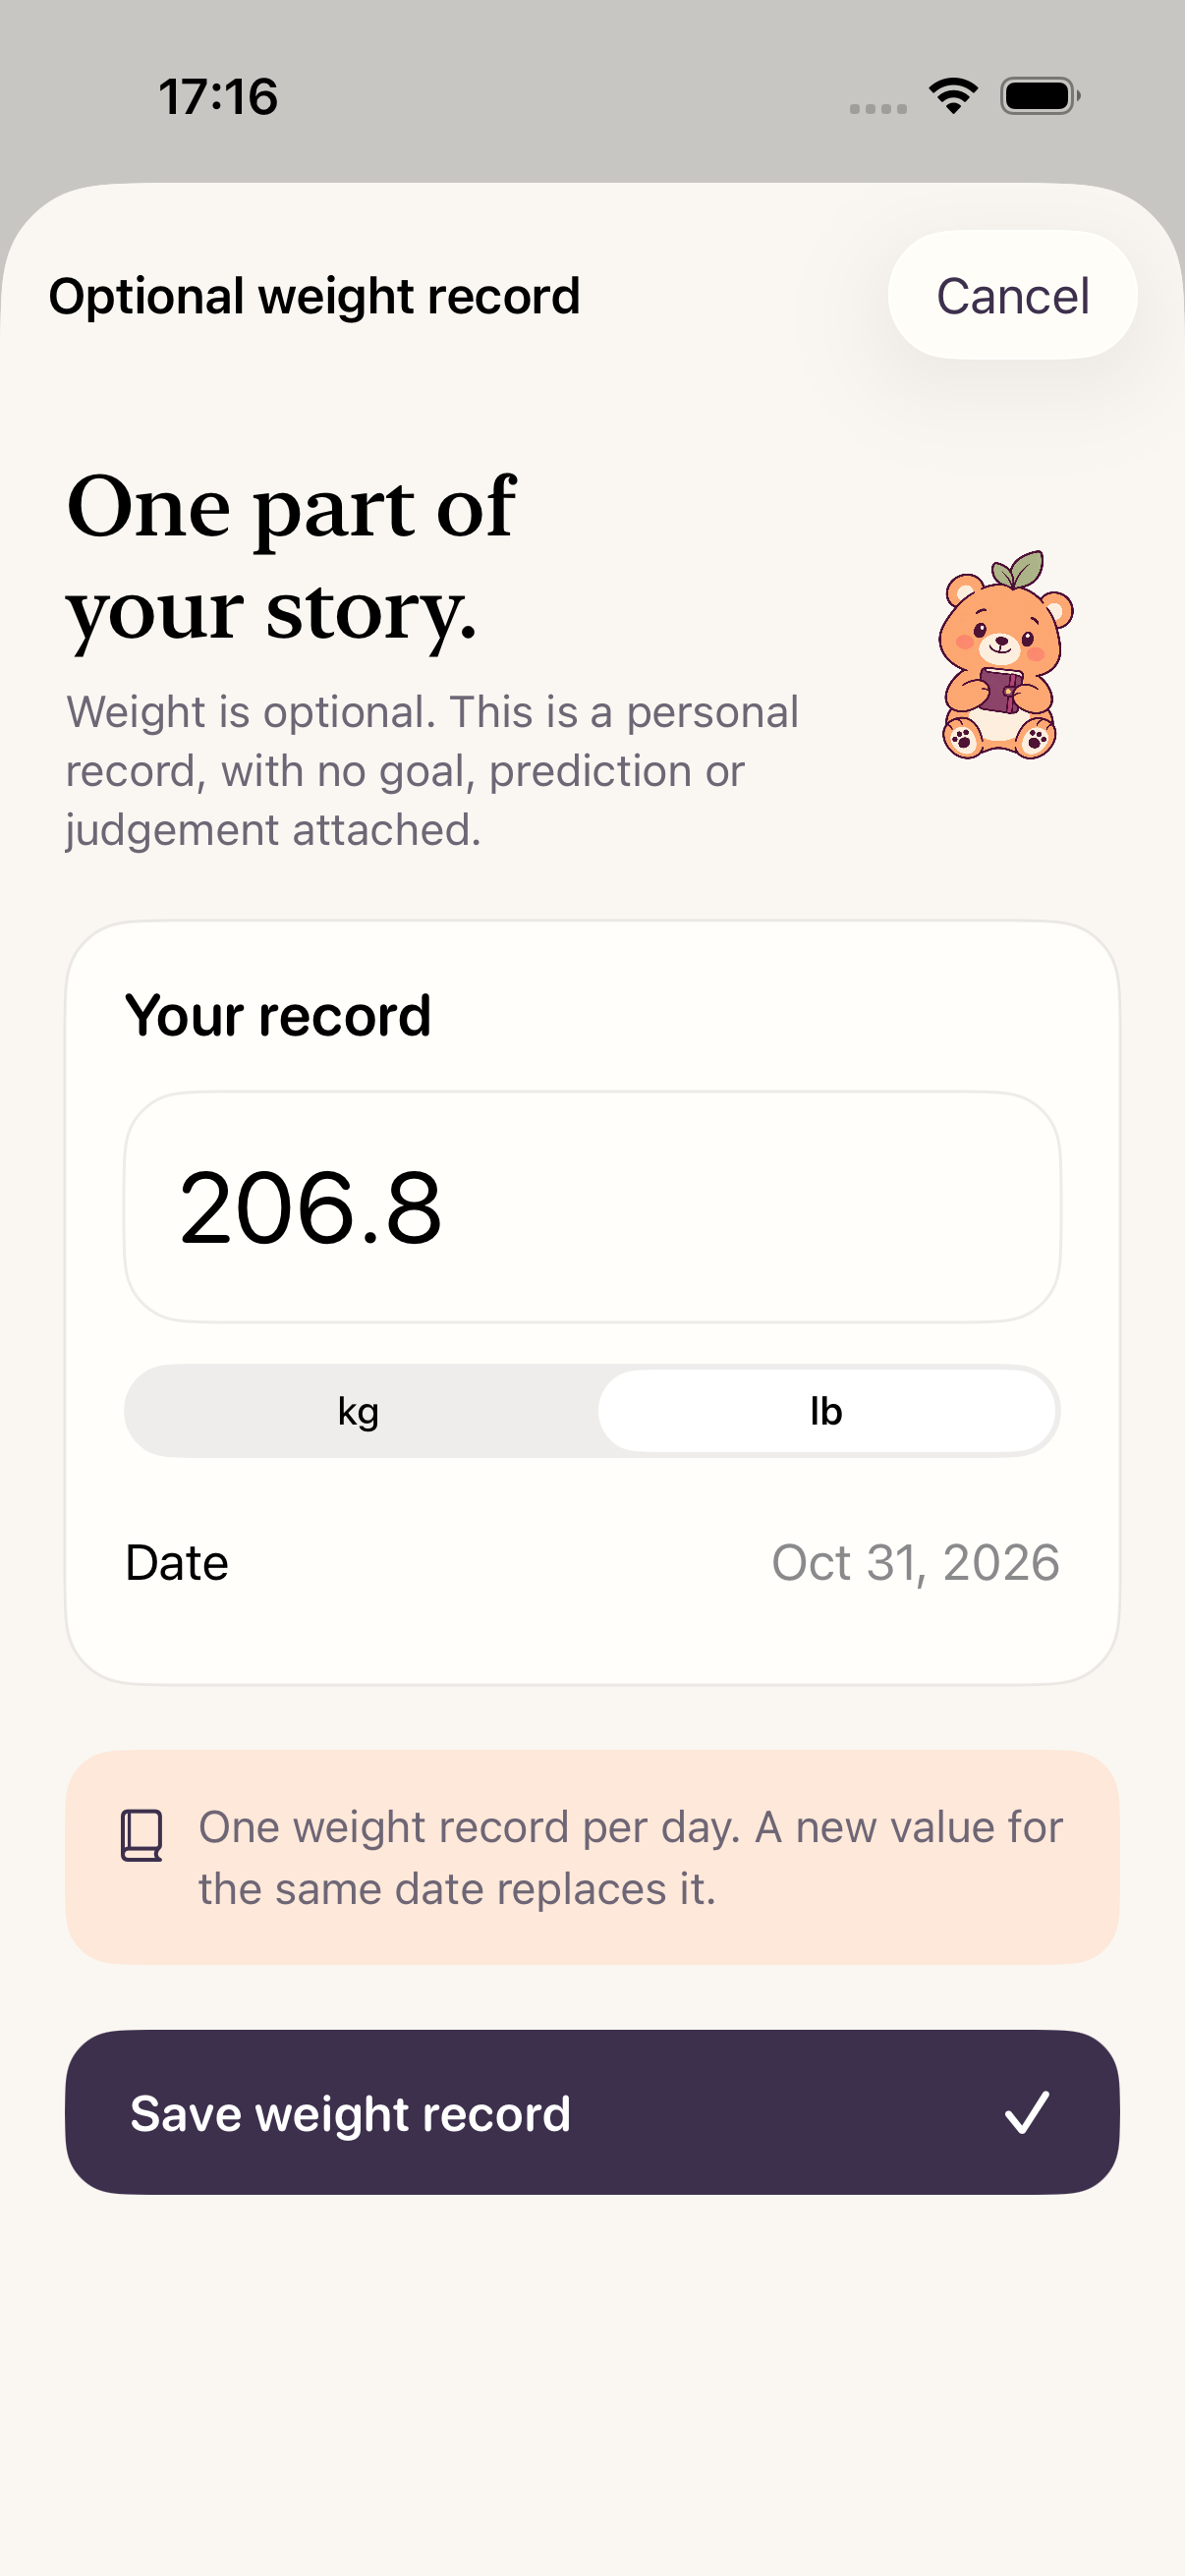 17:16
Optional weight record
Cancel
One part of
your story.
Weight is optional. This is a personal
record, with no goal, prediction or
judgement attached.
Your record
206.8
kg
lb
Date
Oct 31, 2026
One weight record per day. A new value for
the same date replaces it.
Save weight record